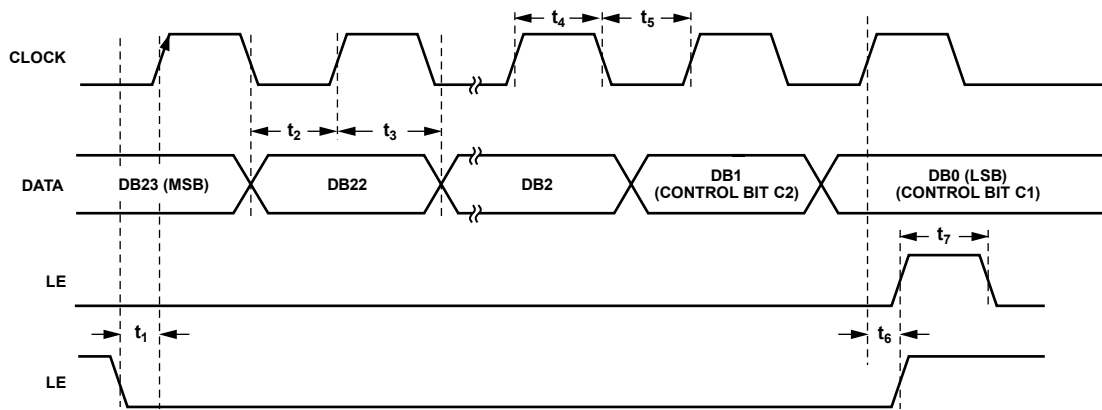 t4 t5
CLOCK
t2 t3
DATA DB23 (MSB) DB22 DB2 DB1 (CONTROL BIT C2) DB0 (LSB) (CONTROL BIT C1)
t7
LE
t1 t6
LE